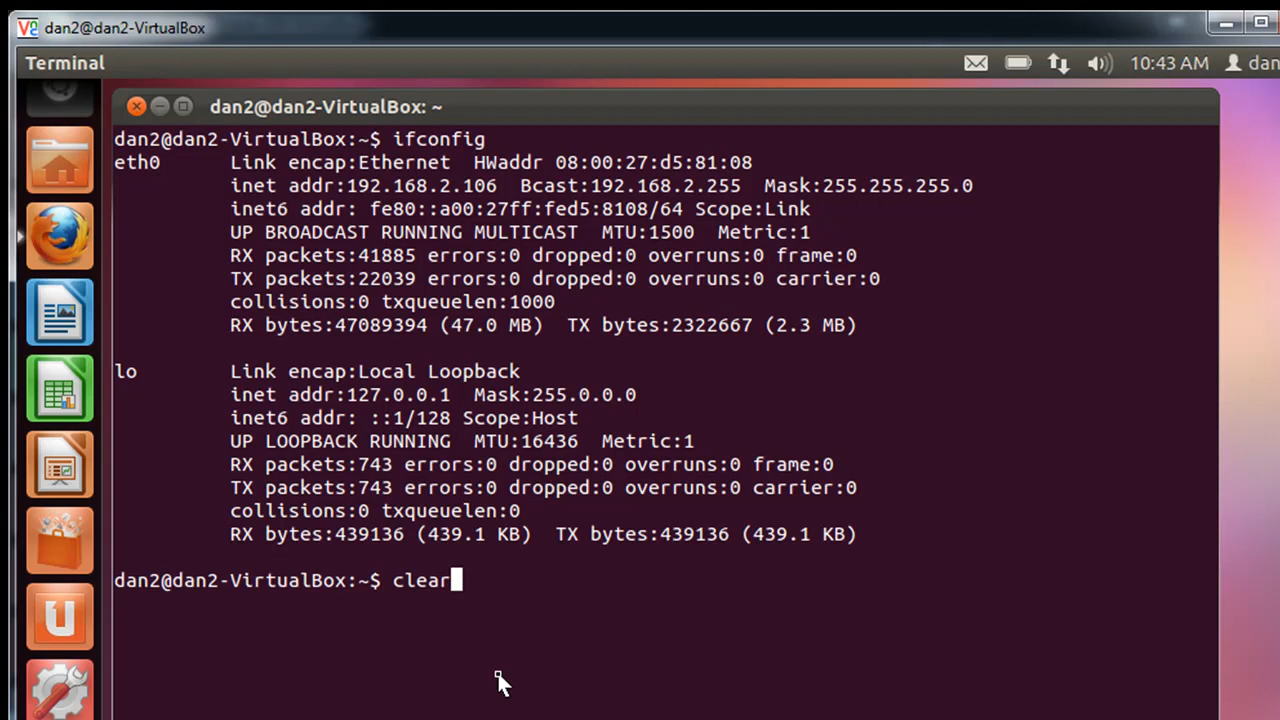 dan2@dan2-VirtualBox
Terminal
10:43 AM
dan
dan2@dan2-VirtualBox: ~
dan2@dan2-VirtualBox:~$ ifconfig
eth0      Link encap:Ethernet  HWaddr 08:00:27:d5:81:08
          inet addr:192.168.2.106  Bcast:192.168.2.255  Mask:255.255.255.0
          inet6 addr: fe80::a00:27ff:fed5:8108/64 Scope:Link
          UP BROADCAST RUNNING MULTICAST  MTU:1500  Metric:1
          RX packets:41885 errors:0 dropped:0 overruns:0 frame:0
          TX packets:22039 errors:0 dropped:0 overruns:0 carrier:0
          collisions:0 txqueuelen:1000
          RX bytes:47089394 (47.0 MB)  TX bytes:2322667 (2.3 MB)
lo        Link encap:Local Loopback
          inet addr:127.0.0.1  Mask:255.0.0.0
          inet6 addr: ::1/128 Scope:Host
          UP LOOPBACK RUNNING  MTU:16436  Metric:1
          RX packets:743 errors:0 dropped:0 overruns:0 frame:0
          TX packets:743 errors:0 dropped:0 overruns:0 carrier:0
          collisions:0 txqueuelen:0
          RX bytes:439136 (439.1 KB)  TX bytes:439136 (439.1 KB)
dan2@dan2-VirtualBox:~$ clear